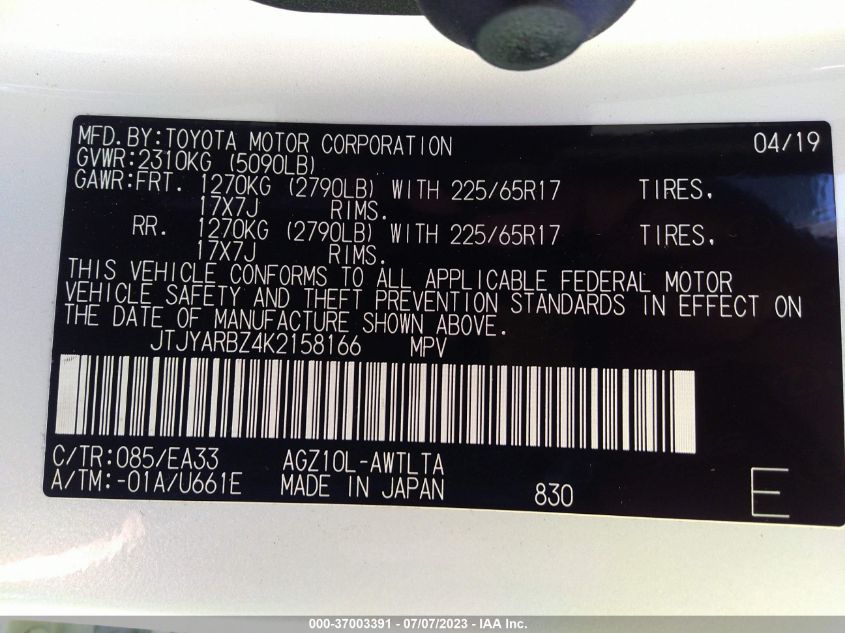 MFD.BY:TOYOTA MOTOR CORPORATION 04/19
GVWR:2310KG (5090LB)
GAWR:FRT. 1270KG (2790LB) WITH 225/65R17 TIRES,
17X7J RIMS.
RR. 1270KG (2790LB) WITH 225/65R17 TIRES,
17X7J RIMS.
THIS VEHICLE CONFORMS TO ALL APPLICABLE FEDERAL MOTOR
VEHICLE SAFETY AND THEFT PREVENTION STANDARDS IN EFFECT ON
THE DATE OF MANUFACTURE SHOWN ABOVE.
JTJYARBZ4K2158166 MPV
C/TR:085/EA33 AGZ10L-AWTLTA
A/TM:-01A/U661E MADE IN JAPAN 830 E
000-37003391 - 07/07/2023 - IAA Inc.